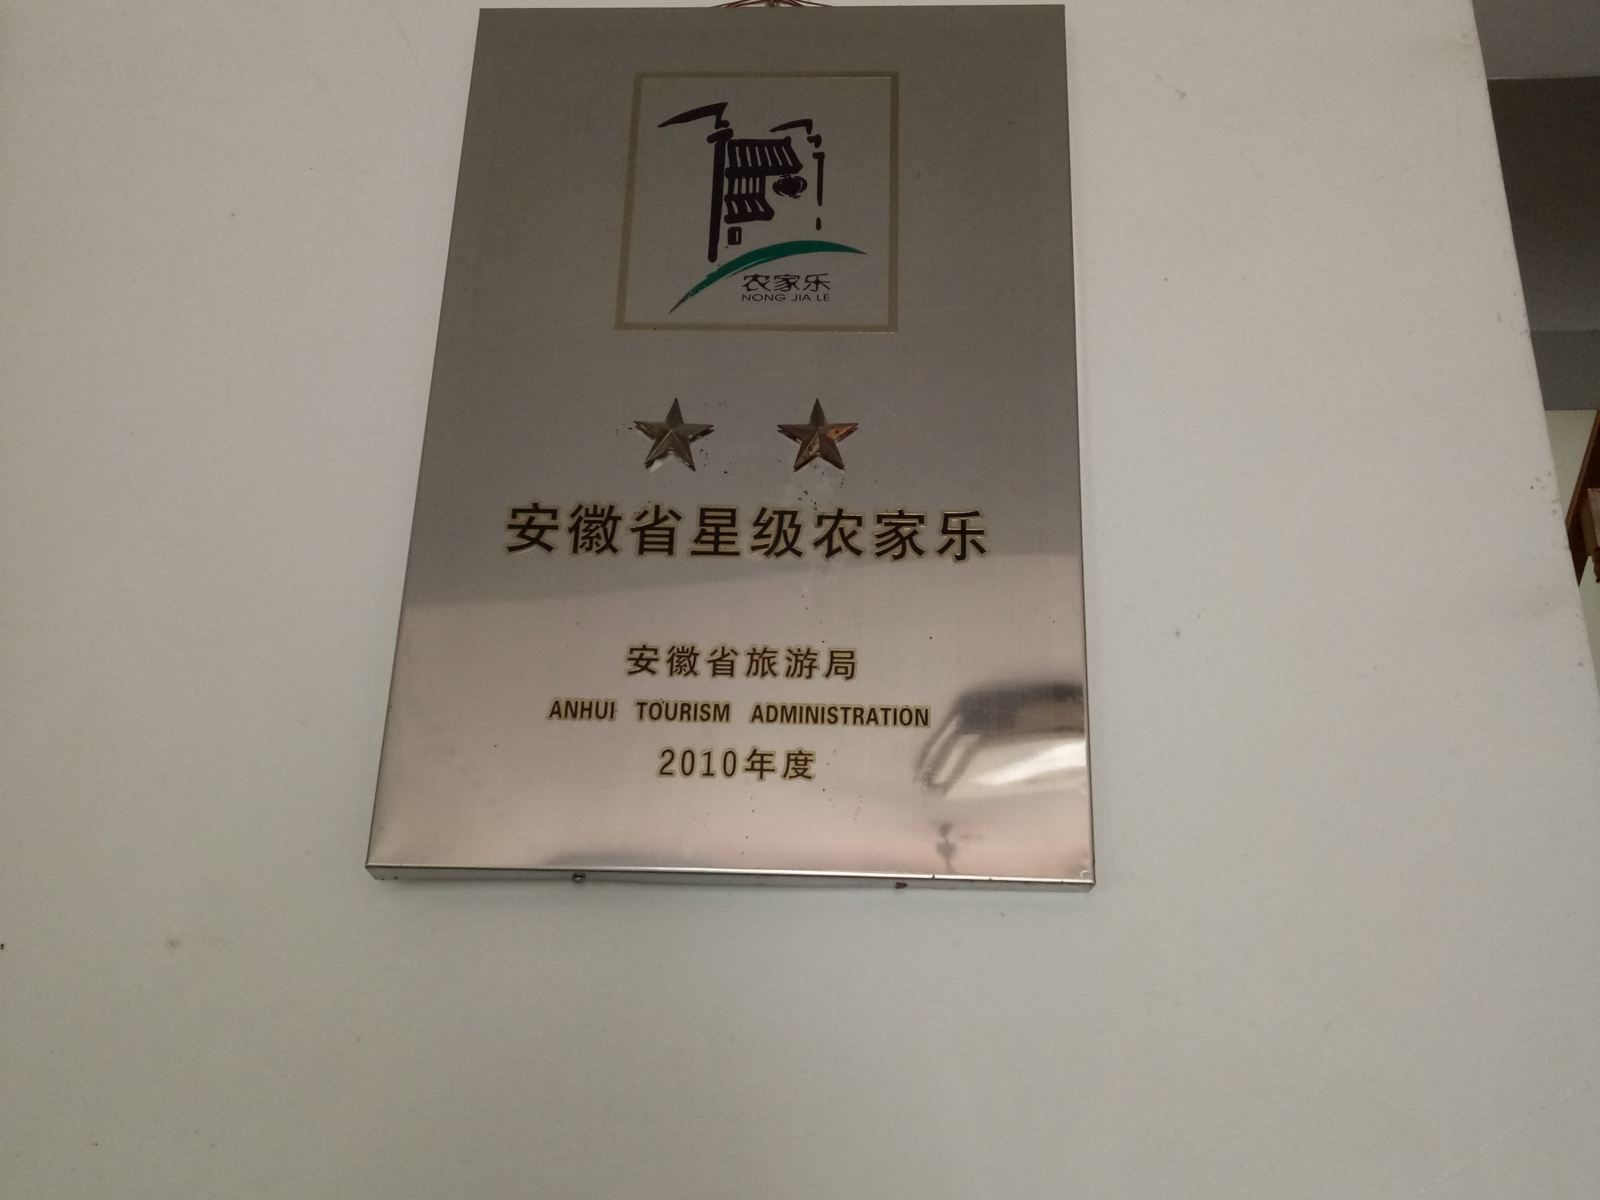 农家乐
NONG JIA LE
安徽省星级农家乐
安徽省旅游局
ANHUI TOURISM ADMINISTRATION
2010年度